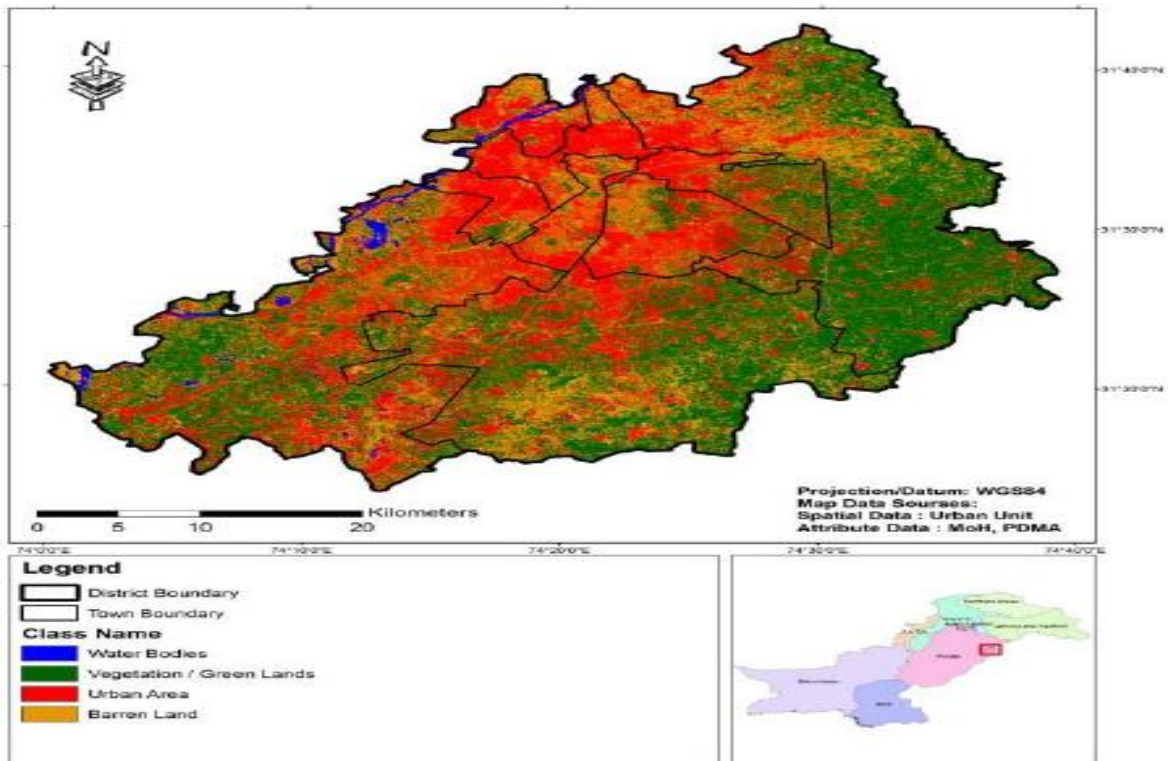 N
31°40'0"N
31°30'0"N
31°20'0"N
Kilometers
0 5 10 20
Projection/Datum: WGS84
Map Data Sourses:
Spatial Data : Urban Unit
Attribute Data : MoH, PDMA
74°0'0"E 74°10'0"E 74°20'0"E 74°30'0"E 74°40'0"E
Legend
District Boundary
Town Boundary
Class Name
Water Bodies
Vegetation / Green Lands
Urban Area
Barren Land